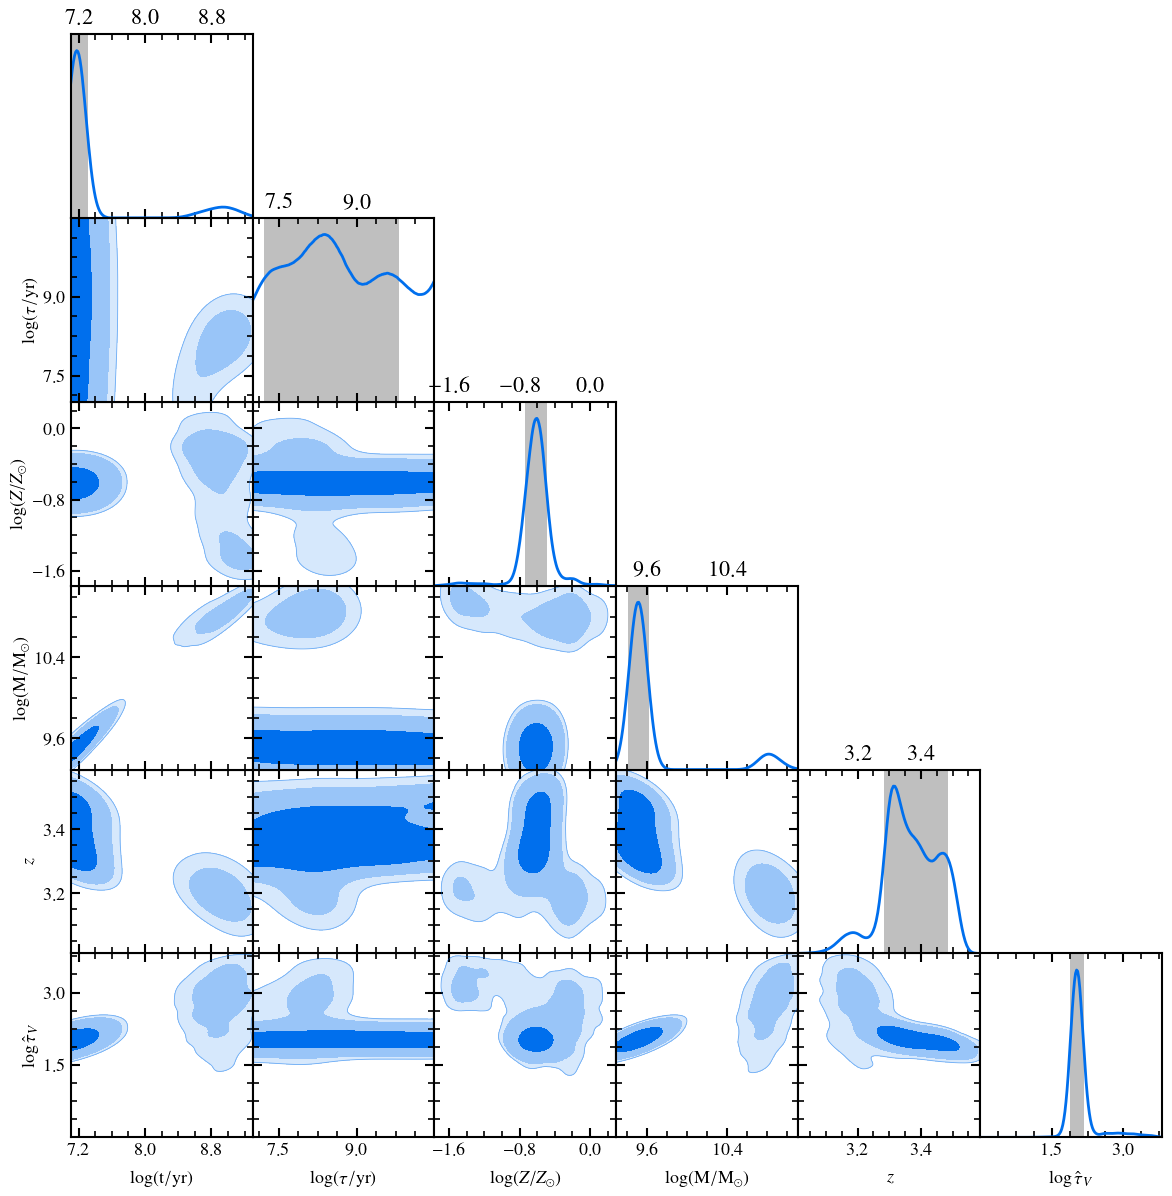 7.2 8.0 8.8
7.5 9.0
log(τ/yr)
9.0
7.5
−1.6 −0.8 0.0
log(Z/Z⊙)
0.0
−0.8
−1.6
9.6 10.4
log(M/M⊙)
10.4
9.6
3.2 3.4
z
3.4
3.2
log τ̂V
3.0
1.5
7.2 8.0 8.8 7.5 9.0 −1.6 −0.8 0.0 9.6 10.4 3.2 3.4 1.5 3.0
log(t/yr) log(τ/yr) log(Z/Z⊙) log(M/M⊙) z log τ̂V